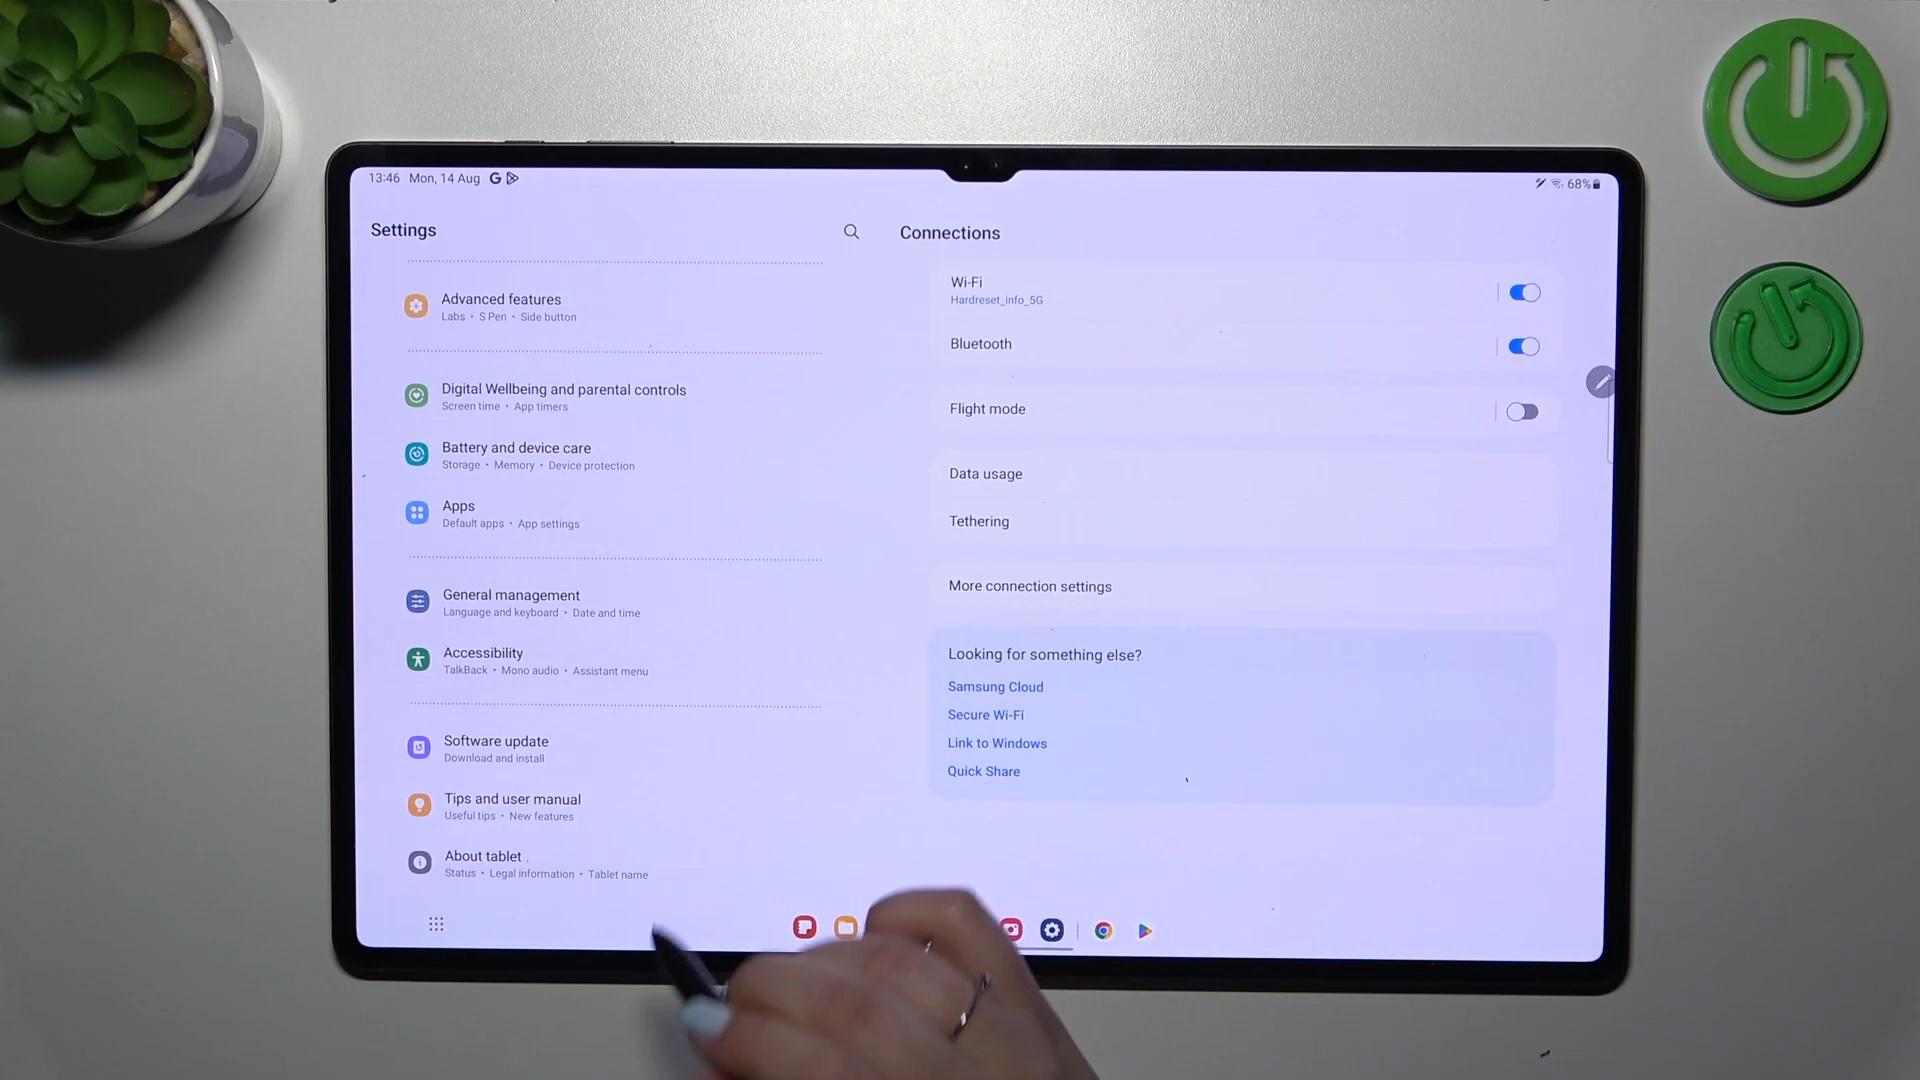 13:46 Mon, 14 Aug
68%
Settings
Advanced features
Labs • S Pen • Side button
Digital Wellbeing and parental controls
Screen time • App timers
Battery and device care
Storage • Memory • Device protection
Apps
Default apps • App settings
General management
Language and keyboard • Date and time
Accessibility
TalkBack • Mono audio • Assistant menu
Software update
Download and install
Tips and user manual
Useful tips • New features
About tablet
Status • Legal information • Tablet name
Connections
Wi-Fi
Hardreset_info_5G
Bluetooth
Flight mode
Data usage
Tethering
More connection settings
Looking for something else?
Samsung Cloud
Secure Wi-Fi
Link to Windows
Quick Share